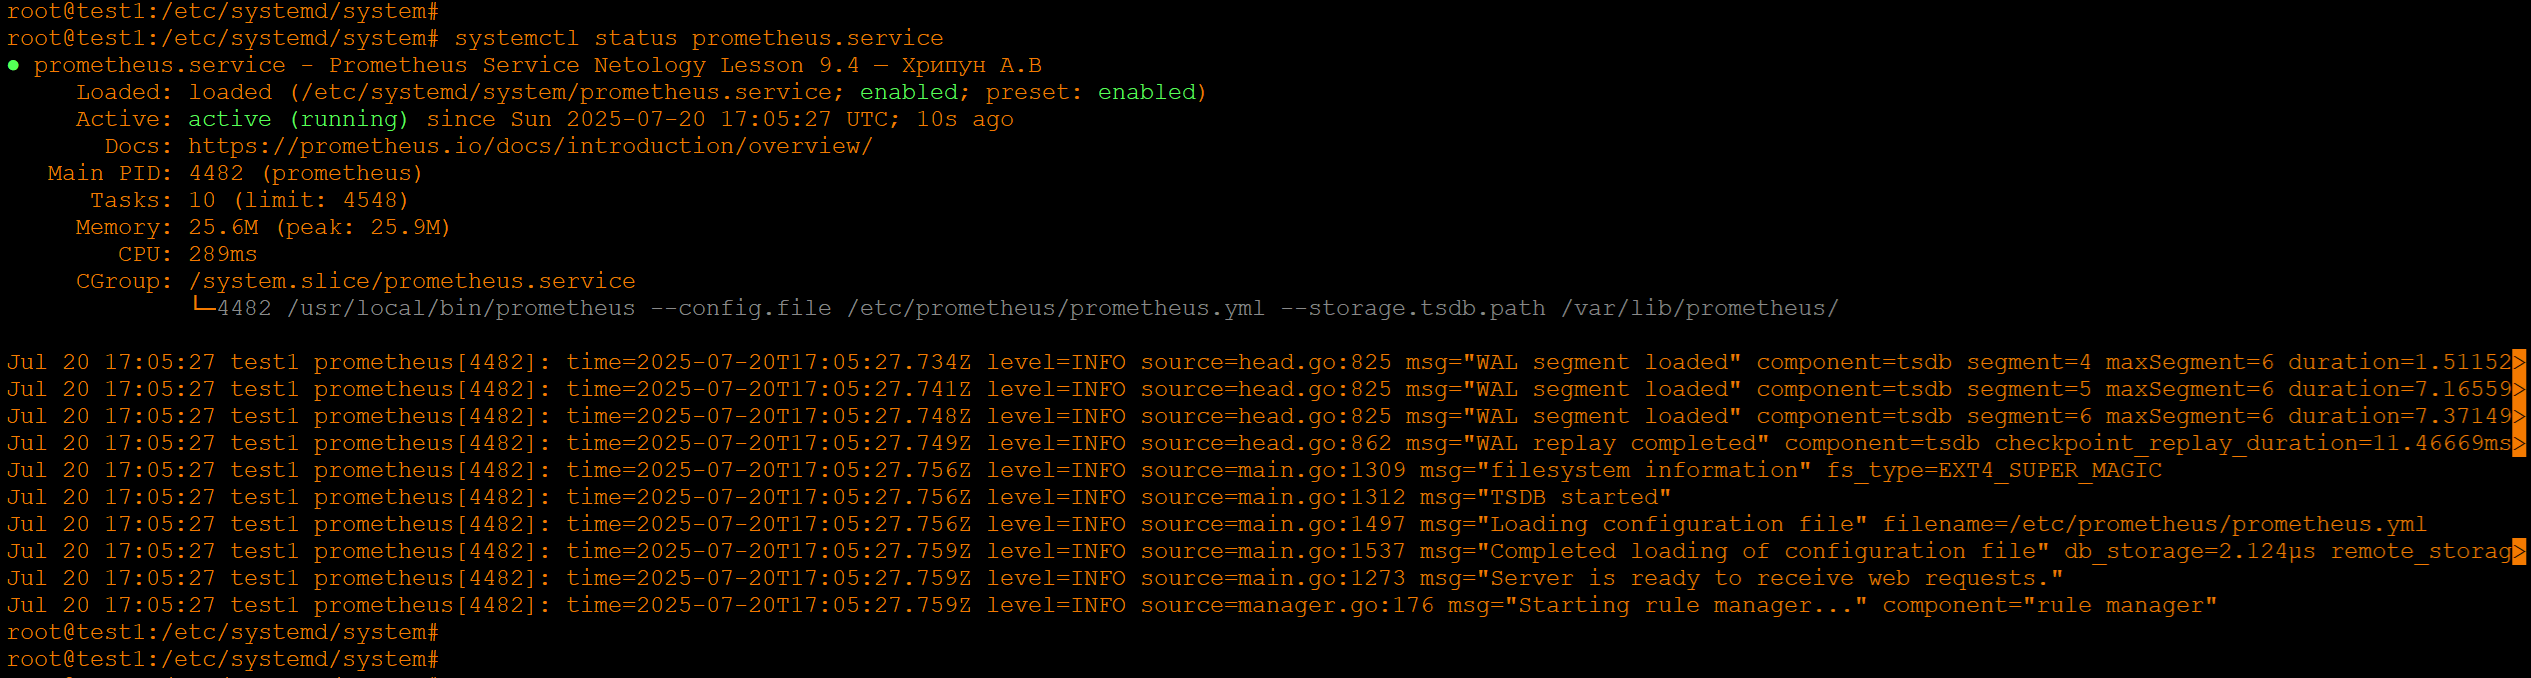 root@test1:/etc/systemd/system#
root@test1:/etc/systemd/system# systemctl status prometheus.service
● prometheus.service - Prometheus Service Netology Lesson 9.4 — Хрипун А.В
Loaded: loaded (/etc/systemd/system/prometheus.service; enabled; preset: enabled)
Active: active (running) since Sun 2025-07-20 17:05:27 UTC; 10s ago
Docs: https://prometheus.io/docs/introduction/overview/
Main PID: 4482 (prometheus)
Tasks: 10 (limit: 4548)
Memory: 25.6M (peak: 25.9M)
CPU: 289ms
CGroup: /system.slice/prometheus.service
└─4482 /usr/local/bin/prometheus --config.file /etc/prometheus/prometheus.yml --storage.tsdb.path /var/lib/prometheus/
Jul 20 17:05:27 test1 prometheus[4482]: time=2025-07-20T17:05:27.734Z level=INFO source=head.go:825 msg="WAL segment loaded" component=tsdb segment=4 maxSegment=6 duration=1.51152>
Jul 20 17:05:27 test1 prometheus[4482]: time=2025-07-20T17:05:27.741Z level=INFO source=head.go:825 msg="WAL segment loaded" component=tsdb segment=5 maxSegment=6 duration=7.16559>
Jul 20 17:05:27 test1 prometheus[4482]: time=2025-07-20T17:05:27.748Z level=INFO source=head.go:825 msg="WAL segment loaded" component=tsdb segment=6 maxSegment=6 duration=7.37149>
Jul 20 17:05:27 test1 prometheus[4482]: time=2025-07-20T17:05:27.749Z level=INFO source=head.go:862 msg="WAL replay completed" component=tsdb checkpoint_replay_duration=11.46669ms>
Jul 20 17:05:27 test1 prometheus[4482]: time=2025-07-20T17:05:27.756Z level=INFO source=main.go:1309 msg="filesystem information" fs_type=EXT4_SUPER_MAGIC
Jul 20 17:05:27 test1 prometheus[4482]: time=2025-07-20T17:05:27.756Z level=INFO source=main.go:1312 msg="TSDB started"
Jul 20 17:05:27 test1 prometheus[4482]: time=2025-07-20T17:05:27.756Z level=INFO source=main.go:1497 msg="Loading configuration file" filename=/etc/prometheus/prometheus.yml
Jul 20 17:05:27 test1 prometheus[4482]: time=2025-07-20T17:05:27.759Z level=INFO source=main.go:1537 msg="Completed loading of configuration file" db_storage=2.124µs remote_storag>
Jul 20 17:05:27 test1 prometheus[4482]: time=2025-07-20T17:05:27.759Z level=INFO source=main.go:1273 msg="Server is ready to receive web requests."
Jul 20 17:05:27 test1 prometheus[4482]: time=2025-07-20T17:05:27.759Z level=INFO source=manager.go:176 msg="Starting rule manager..." component="rule manager"
root@test1:/etc/systemd/system#
root@test1:/etc/systemd/system#